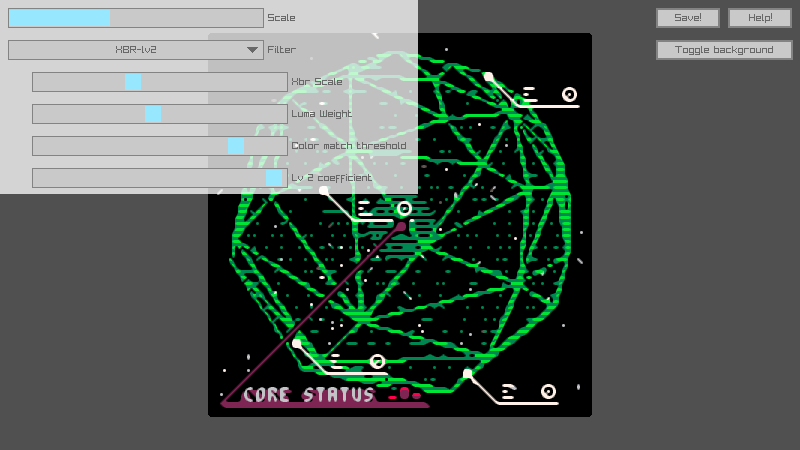 Scale
Save!
Help!
XBR-lv2
Filter
Toggle background
Xbr Scale
Luma Weight
Color match threshold
Lv 2 coefficient
CORE STATUS